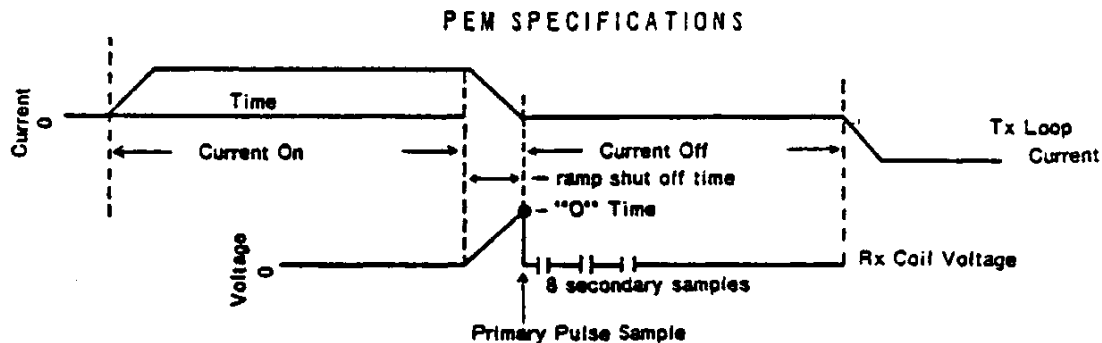 PEM SPECIFICATIONS
Current
0
Time
Current On
Current Off
Tx Loop
Current
ramp shut off time
"O" Time
Voltage
0
Rx Coil Voltage
8 secondary samples
Primary Pulse Sample